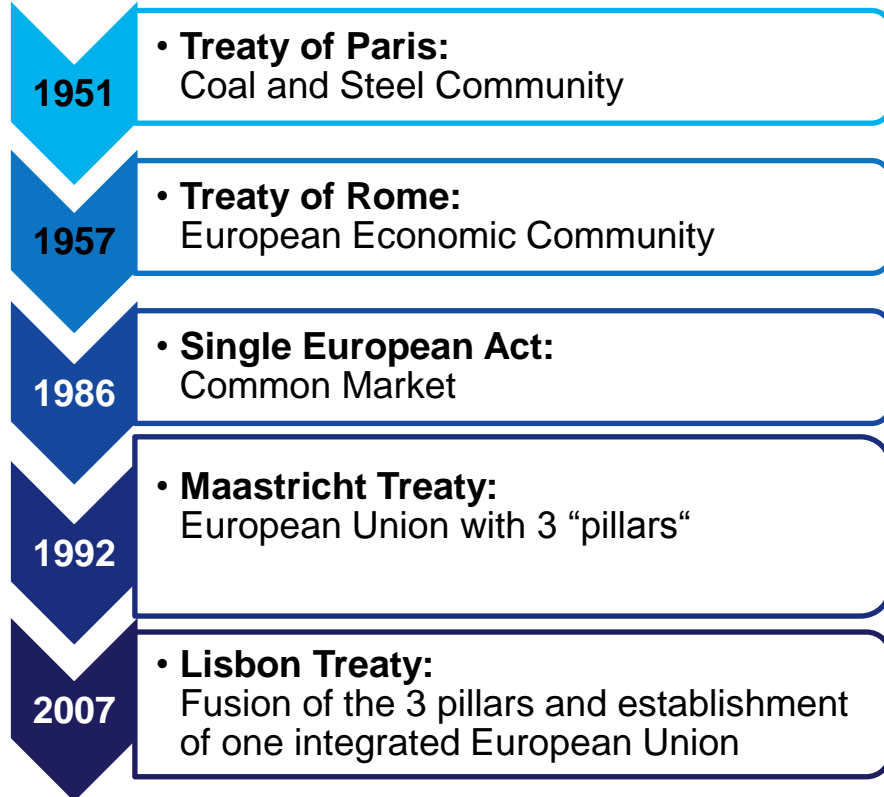 1951
• Treaty of Paris:
Coal and Steel Community
1957
• Treaty of Rome:
European Economic Community
1986
• Single European Act:
Common Market
1992
• Maastricht Treaty:
European Union with 3 “pillars“
2007
• Lisbon Treaty:
Fusion of the 3 pillars and establishment
of one integrated European Union